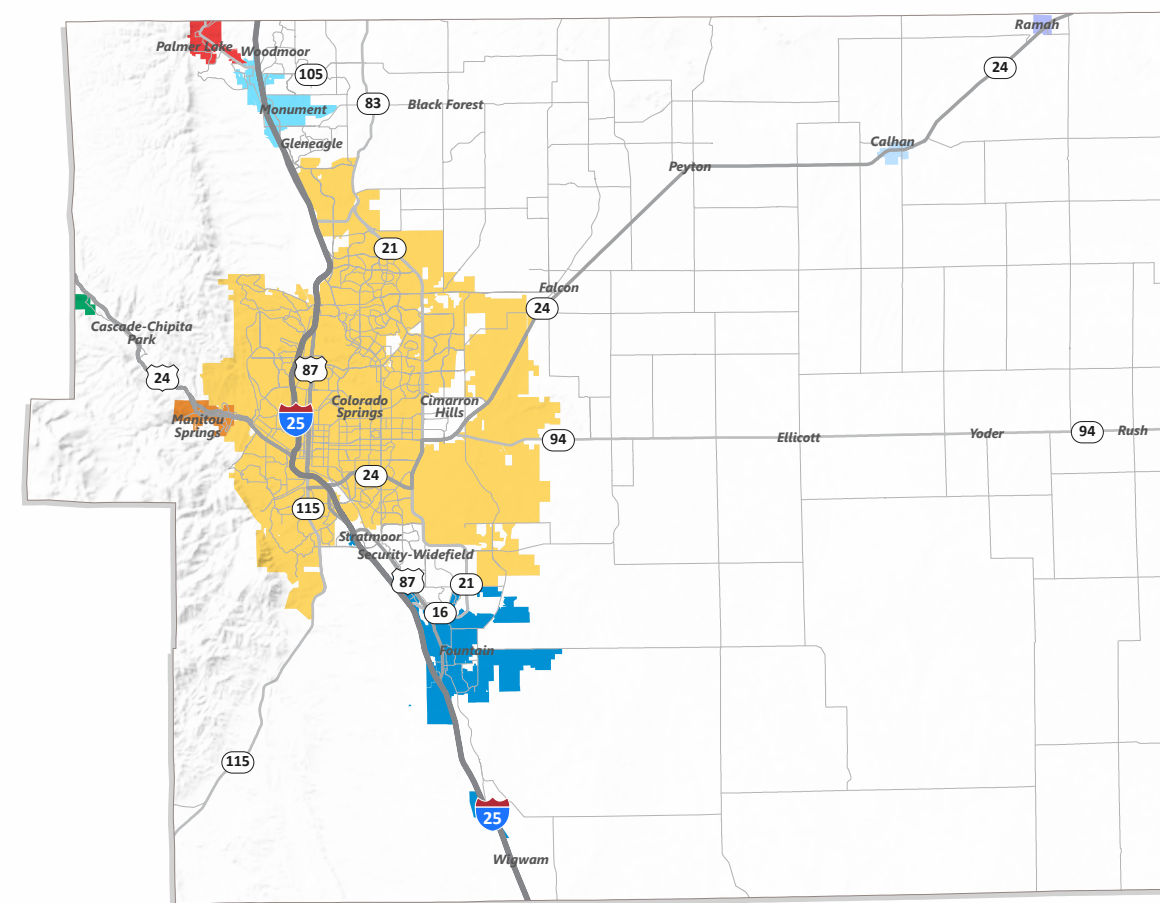 Ramah
Palmer Lake
Woodmoor
24
105
83
Black Forest
Monument
Calhan
Gleneagle
Peyton
21
Falcon
24
Cascade-Chipita
Park
87
24
Colorado
Springs
Cimarron
Hills
Manitou
Springs
25
94
Ellicott
Yoder
94
Rush
24
115
Stratmoor
Security-Widefield
87
21
16
Fountain
115
25
Wigwam